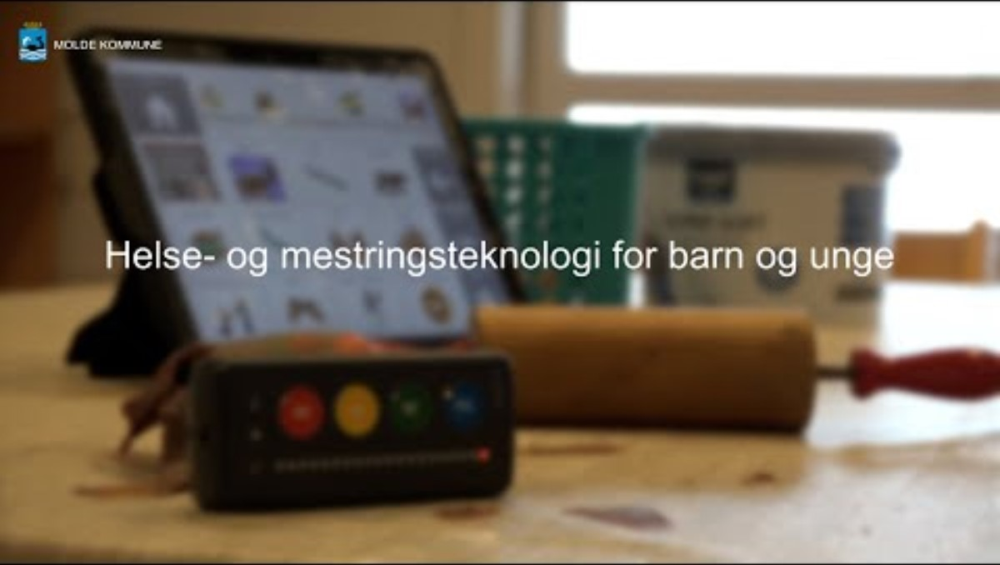 MOLDE KOMMUNE
Helse- og mestringsteknologi for barn og unge